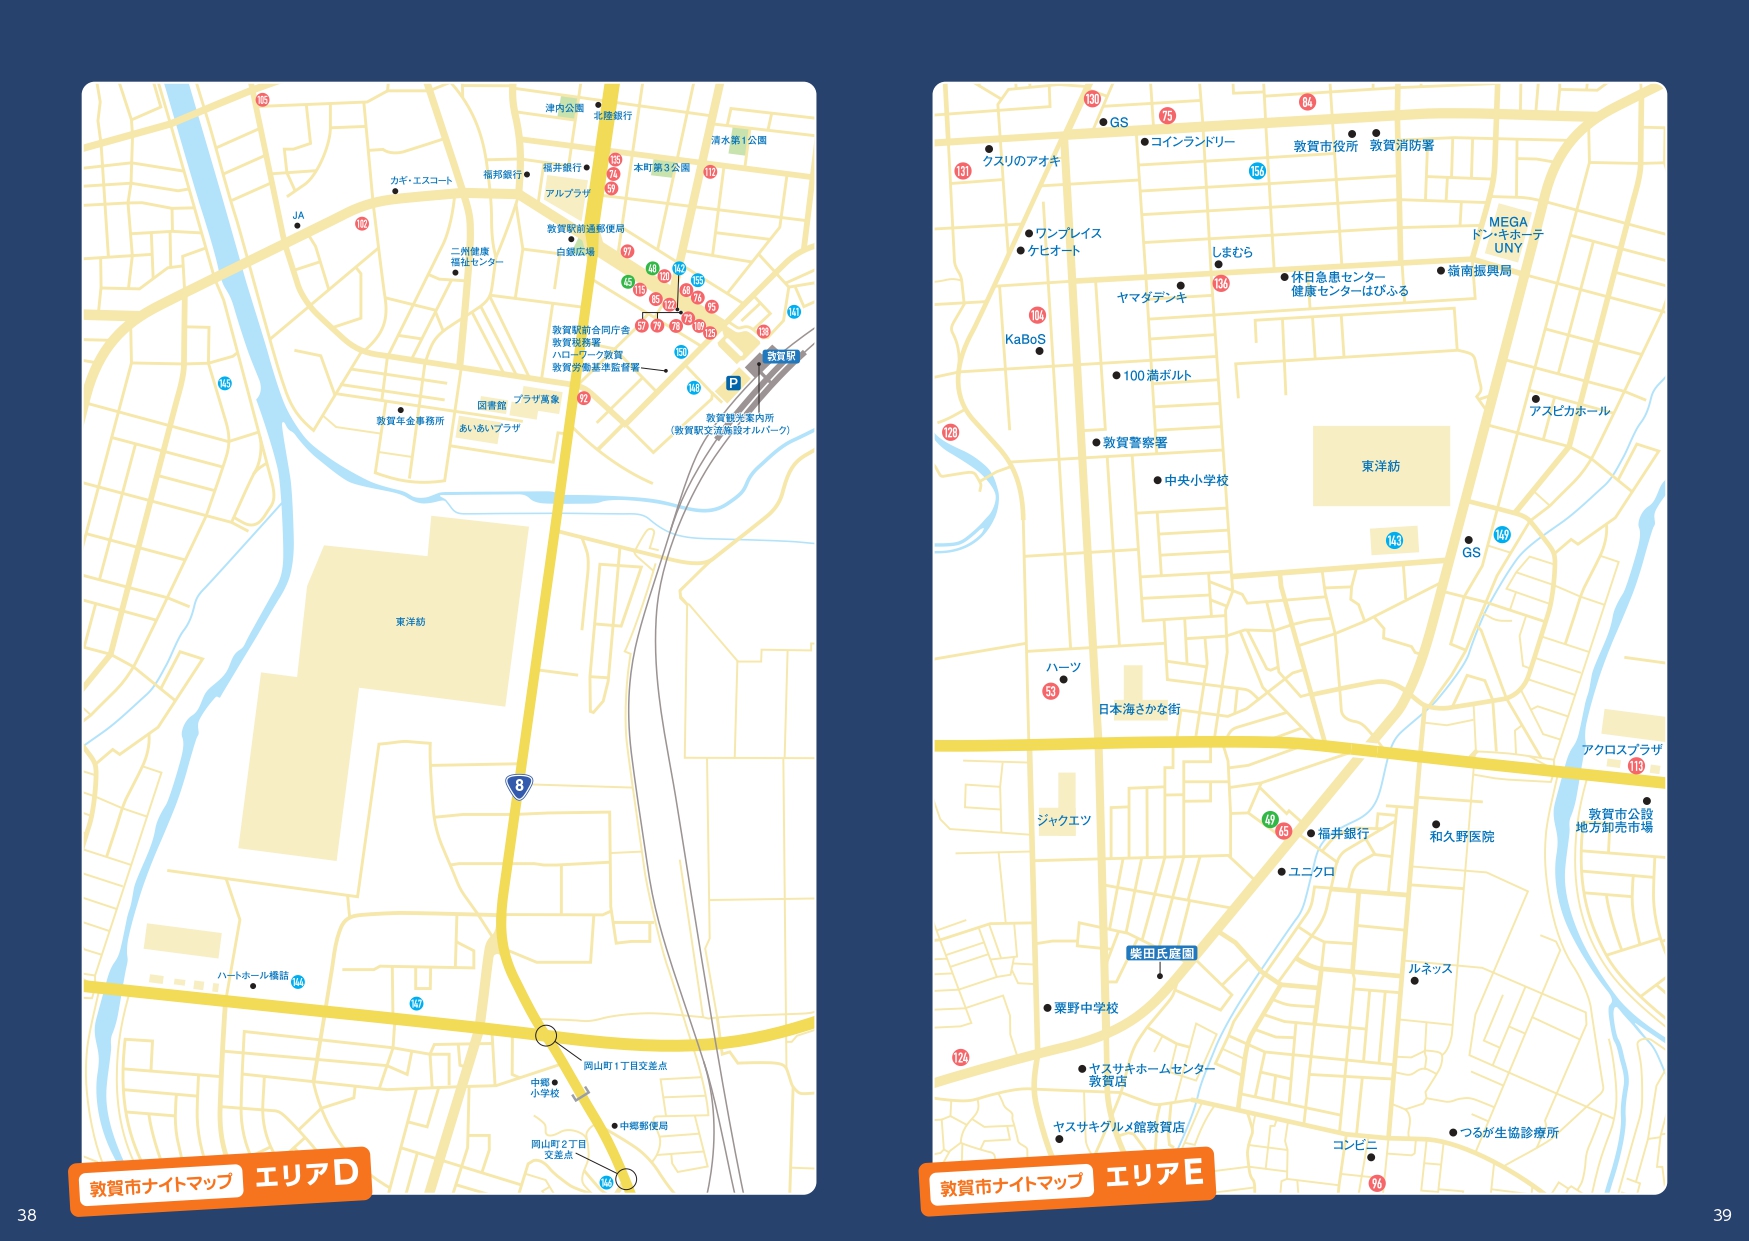 105
津内公園
北陸銀行
清水第1公園
135
福井銀行
74
本町第3公園
112
福邦銀行
カギ・エスコート
59
アルプラザ
JA
102
敦賀駅前通郵便局
二州健康
福祉センター
白銀広場
97
48
142
45
120
155
115
68
85
76
122
95
73
141
57
79
78
109
125
138
敦賀駅前合同庁舎
敦賀税務署
ハローワーク敦賀
敦賀労働基準監督署
150
敦賀駅
P
148
145
92
プラザ萬象
図書館
敦賀年金事務所
あいあいプラザ
敦賀観光案内所
(敦賀駅交流施設オルパーク)
東洋紡
8
ハートホール橋詰
144
147
岡山町1丁目交差点
中郷
小学校
中郷郵便局
岡山町2丁目
交差点
146
敦賀市ナイトマップ エリアD
38
130
GS
75
84
コインランドリー
敦賀市役所
敦賀消防署
クスリのアオキ
131
156
MEGA
ドン・キホーテ
UNY
ワンプレイス
ケヒオート
しまむら
136
休日急患センター
健康センターはぴふる
嶺南振興局
ヤマダデンキ
104
KaBoS
100満ボルト
アスピカホール
128
敦賀警察署
中央小学校
東洋紡
143
149
GS
ハーツ
53
日本海さかな街
アクロスプラザ
113
敦賀市公設
地方卸売市場
ジャクエツ
49
65
福井銀行
和久野医院
ユニクロ
柴田氏庭園
ルネッス
粟野中学校
124
ヤスサキホームセンター
敦賀店
ヤスサキグルメ館敦賀店
コンビニ
つるが生協診療所
96
敦賀市ナイトマップ エリアE
39